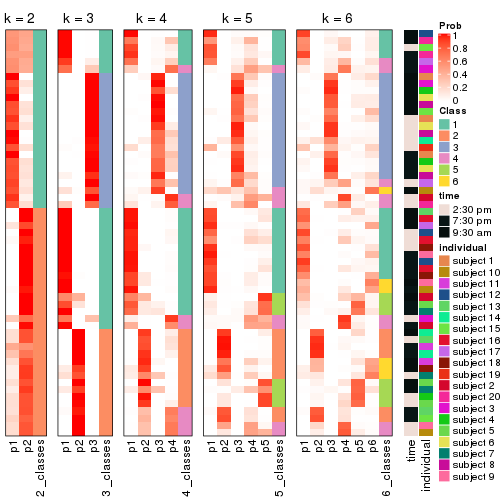 k = 2
k = 3
k = 4
k = 5
k = 6
p1
p2
2_classes
p1
p2
p3
3_classes
p1
p2
p3
p4
4_classes
p1
p2
p3
p4
p5
5_classes
p1
p2
p3
p4
p5
p6
6_classes
time
individual
Prob
1
0.8
0.6
0.4
0.2
0
Class
1
2
3
4
5
6
time
2:30 pm
7:30 pm
9:30 am
individual
subject 1
subject 10
subject 11
subject 12
subject 13
subject 14
subject 15
subject 16
subject 17
subject 18
subject 19
subject 2
subject 20
subject 3
subject 4
subject 5
subject 6
subject 7
subject 8
subject 9